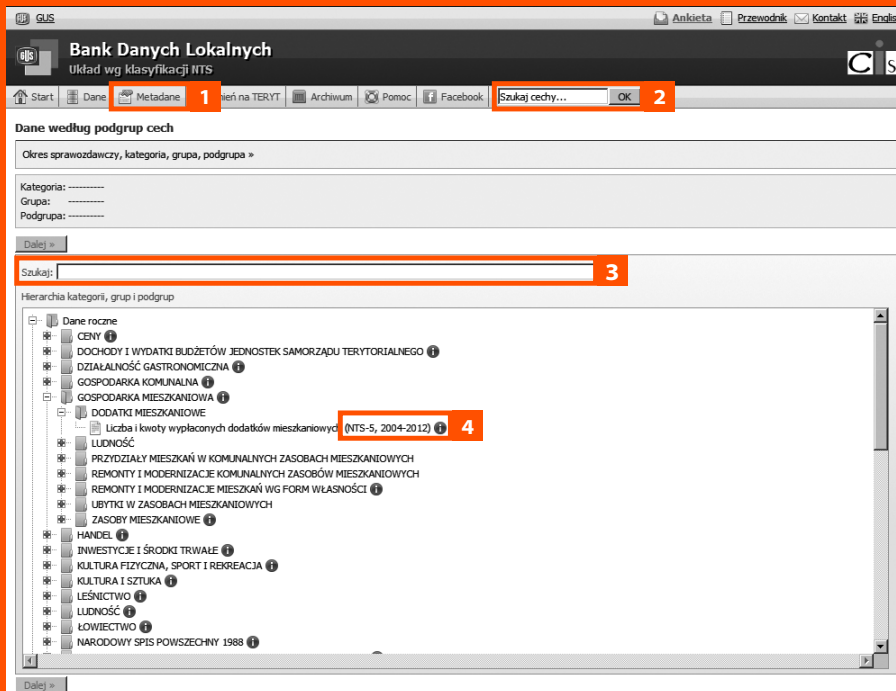 GUS Ankieta Przewodnik Kontakt Englis
Bank Danych Lokalnych
Układ wg klasyfikacji NTS
Start Dane Metadane 1 mień na TERYT Archiwum Pomoc Facebook Szukaj cechy... OK 2
Dane według podgrup cech
Okres sprawozdawczy, kategoria, grupa, podgrupa »
Kategoria: ----------
Grupa: ----------
Podgrupa: ----------
Dalej »
Szukaj: 3
Hierarchia kategorii, grup i podgrup
Dane roczne
CENY
DOCHODY I WYDATKI BUDŻETÓW JEDNOSTEK SAMORZĄDU TERYTORIALNEGO
DZIAŁALNOŚĆ GASTRONOMICZNA
GOSPODARKA KOMUNALNA
GOSPODARKA MIESZKANIOWA
DODATKI MIESZKANIOWE
Liczba i kwoty wypłaconych dodatków mieszkaniowych (NTS-5, 2004-2012) 4
LUDNOŚĆ
PRZYDZIAŁY MIESZKAŃ W KOMUNALNYCH ZASOBACH MIESZKANIOWYCH
REMONTY I MODERNIZACJE KOMUNALNYCH ZASOBÓW MIESZKANIOWYCH
REMONTY I MODERNIZACJE MIESZKAŃ WG FORM WŁASNOŚCI
UBYTKI W ZASOBACH MIESZKANIOWYCH
ZASOBY MIESZKANIOWE
HANDEL
INWESTYCJE I ŚRODKI TRWAŁE
KULTURA FIZYCZNA, SPORT I REKREACJA
KULTURA I SZTUKA
LEŚNICTWO
LUDNOŚĆ
ŁOWIECTWO
NARODOWY SPIS POWSZECHNY 1988
Dalej »